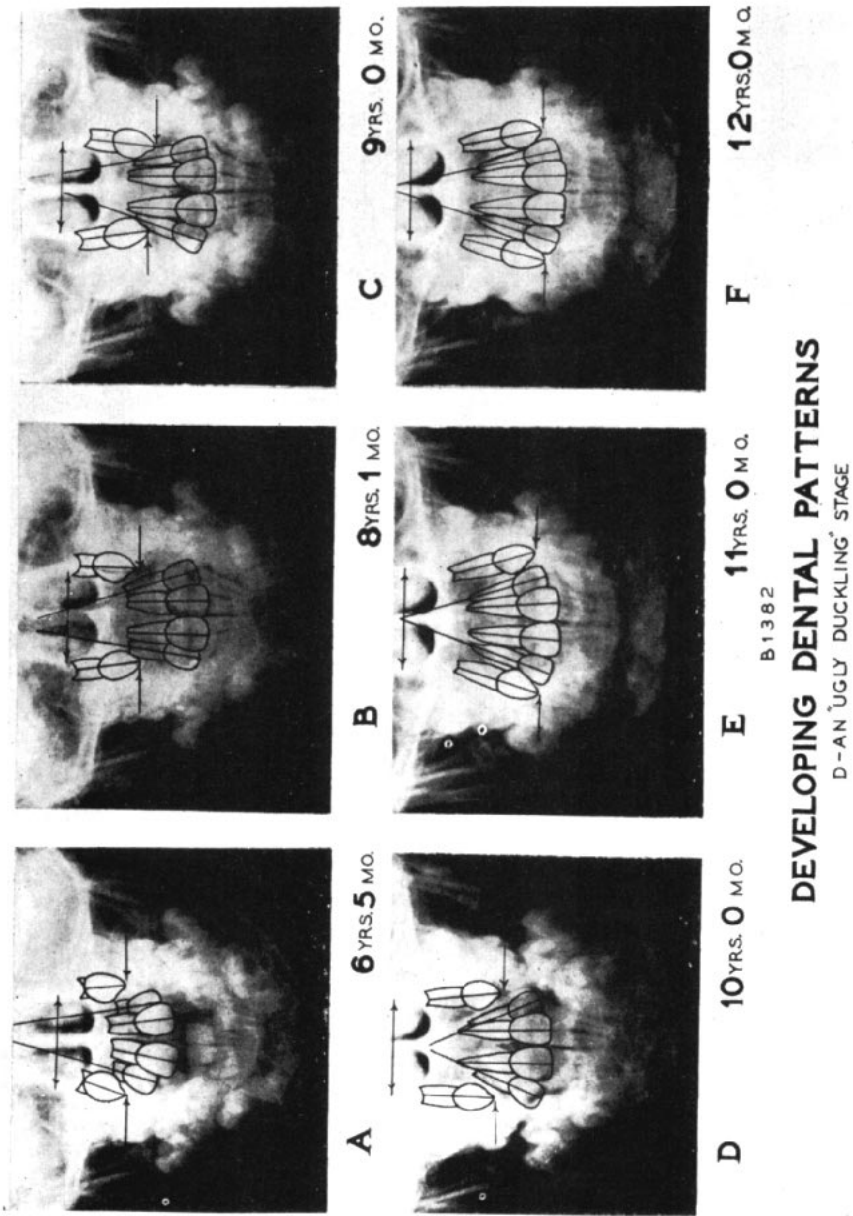 A 6YRS. 5 MO.
B 8YRS. 1 MO.
C 9YRS. 0 MO.
D 10YRS. 0 MO.
E 11YRS. 0 MO.
F 12YRS. 0 MO.
B1382
DEVELOPING DENTAL PATTERNS
D-AN "UGLY DUCKLING" STAGE